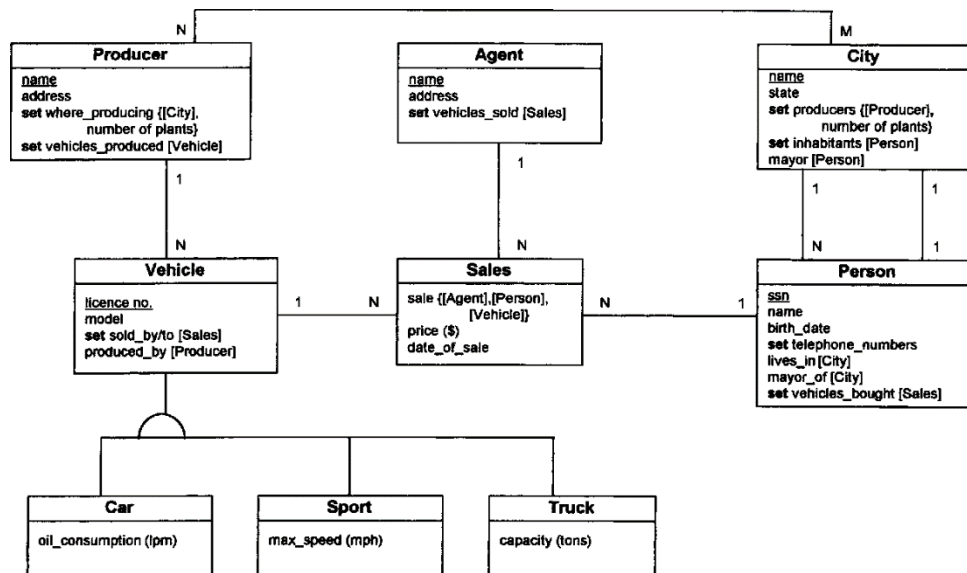 N
M
Producer
name
address
set where_producing {[City],
number of plants}
set vehicles_produced [Vehicle]
Agent
name
address
set vehicles_sold [Sales]
City
name
state
set producers {[Producer},
number of plants}
set inhabitants [Person]
mayor [Person]
1
N
1
N
1
N
1
1
Vehicle
licence no.
model
set sold_by/to [Sales]
produced_by [Producer]
1
N
Sales
sale {[Agent],[Person],
[Vehicle]}
price ($)
date_of_sale
N
1
Person
ssn
name
birth_date
set telephone_numbers
lives_in [City]
mayor_of [City]
set vehicles_bought [Sales]
Car
oil_consumption (lpm)
Sport
max_speed (mph)
Truck
capacity (tons)